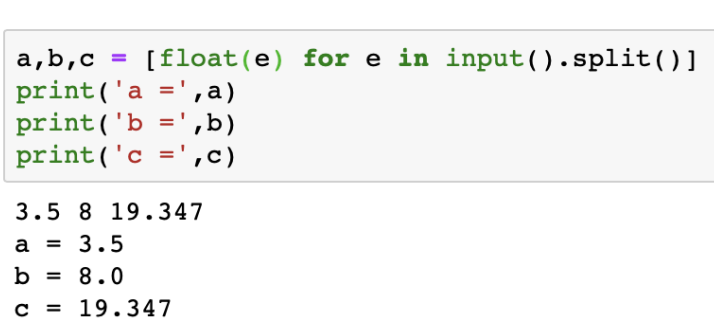 a,b,c = [float(e) for e in input().split()]
print('a =',a)
print('b =',b)
print('c =',c)
3.5 8 19.347
a = 3.5
b = 8.0
c = 19.347